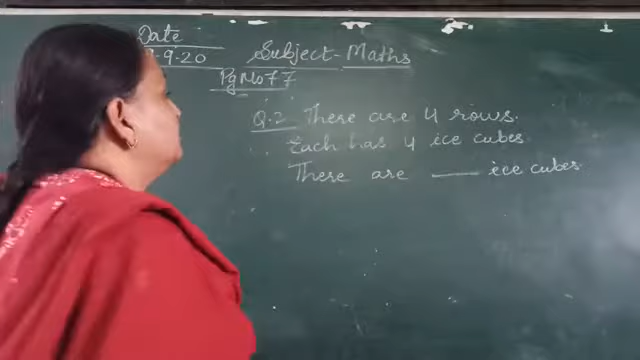 Date
-9-20
Subject- Maths
Pg No 77
Q.2 There are 4 rows.
Each has 4 ice cubes.
There are ___ ice cubes.